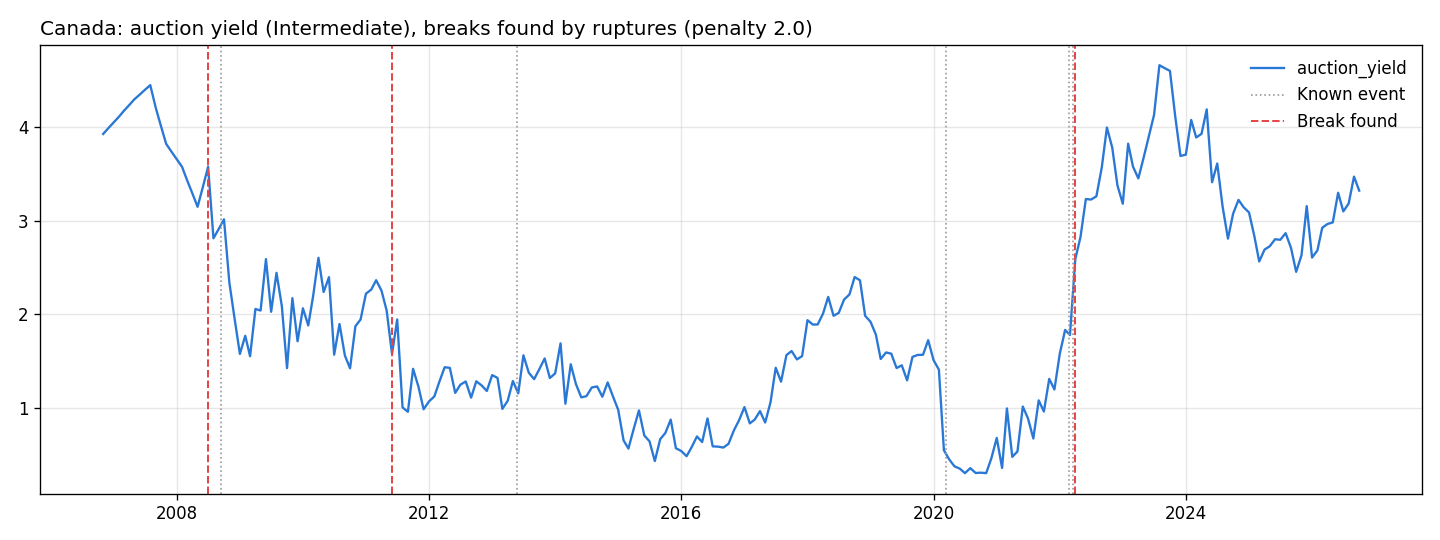 Canada: auction yield (Intermediate), breaks found by ruptures (penalty 2.0)
auction_yield
Known event
Break found
4
3
2
1
2008 2012 2016 2020 2024